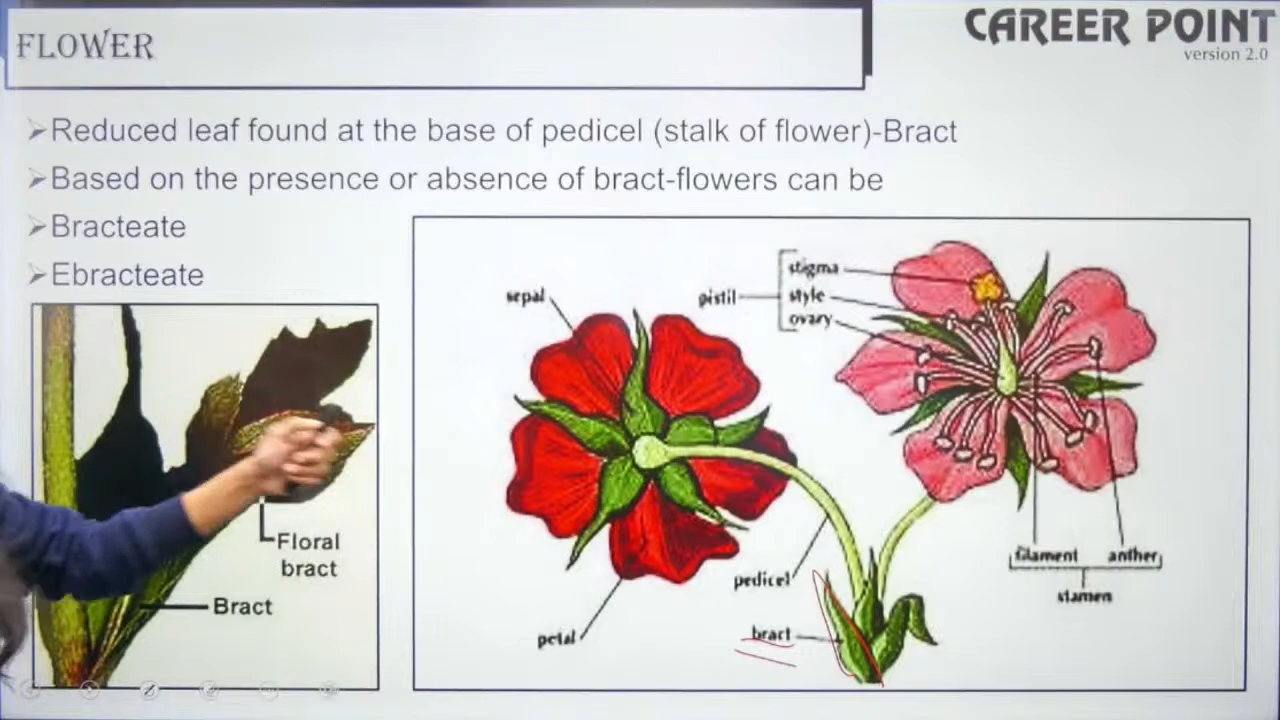 FLOWER
CAREER POINT
version 2.0
➢Reduced leaf found at the base of pedicel (stalk of flower)-Bract
➢Based on the presence or absence of bract-flowers can be
➢Bracteate
➢Ebracteate
Floral
bract
Bract
sepal
pistil
stigma
style
ovary
pedicel
petal
bract
filament anther
stamen